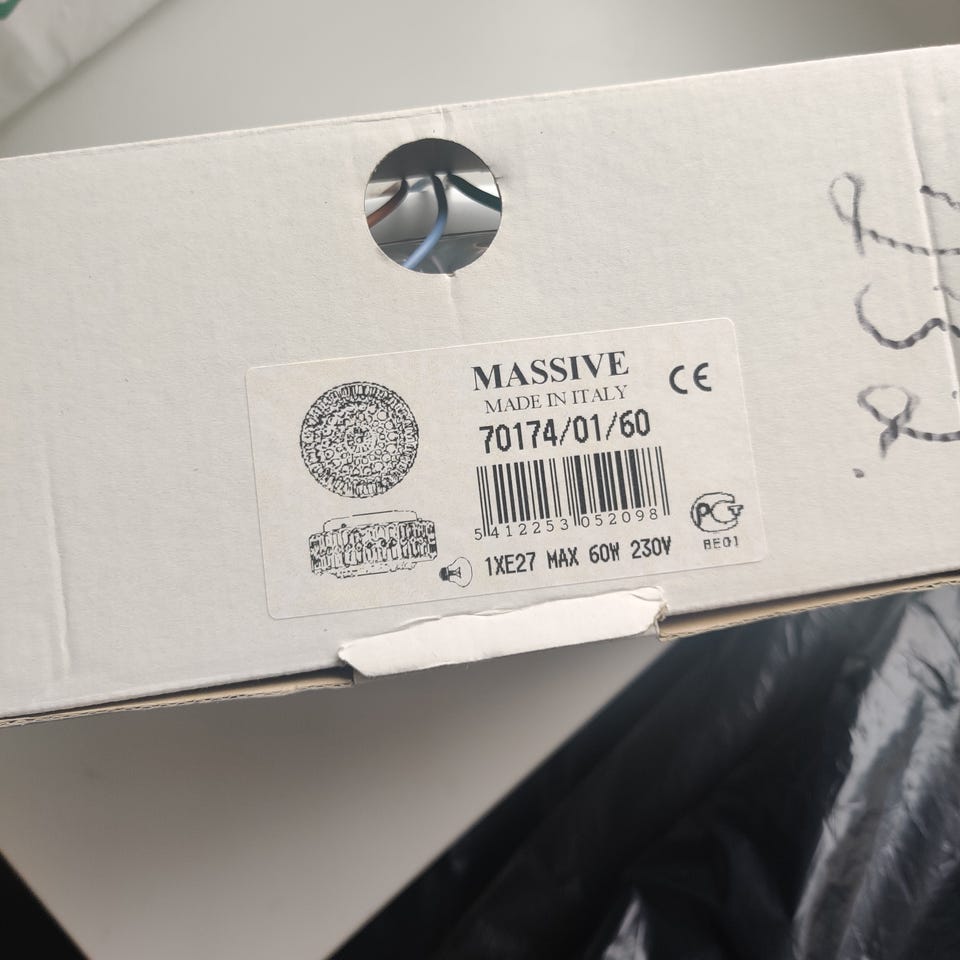 MASSIVE
CE
MADE IN ITALY
70174/01/60
5 412253 052098
1XE27 MAX 60W 230V
PCT
BE01